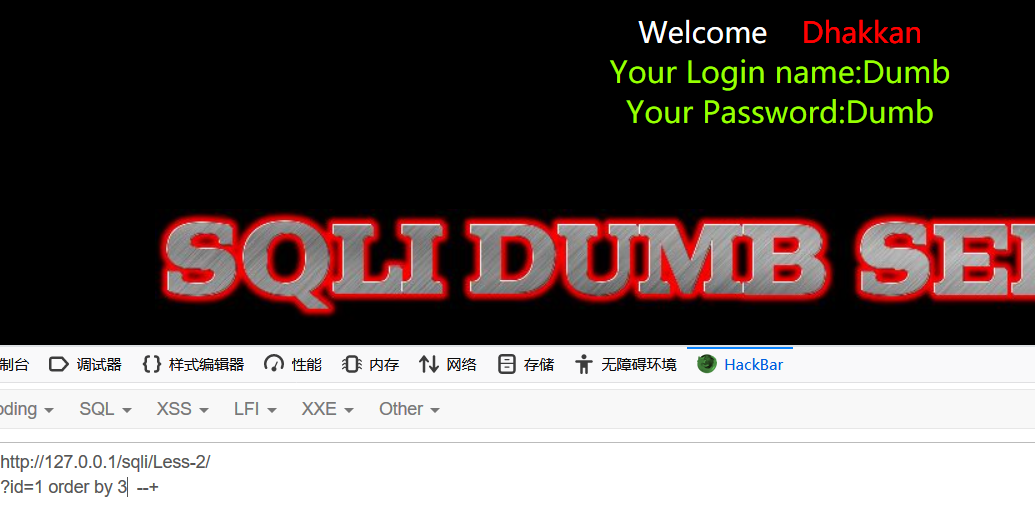 Welcome Dhakkan
Your Login name:Dumb
Your Password:Dumb
SQLI DUMB SE
制台 调试器 样式编辑器 性能 内存 网络 存储 无障碍环境 HackBar
oding SQL XSS LFI XXE Other
http://127.0.0.1/sqli/Less-2/
?id=1 order by 3 --+